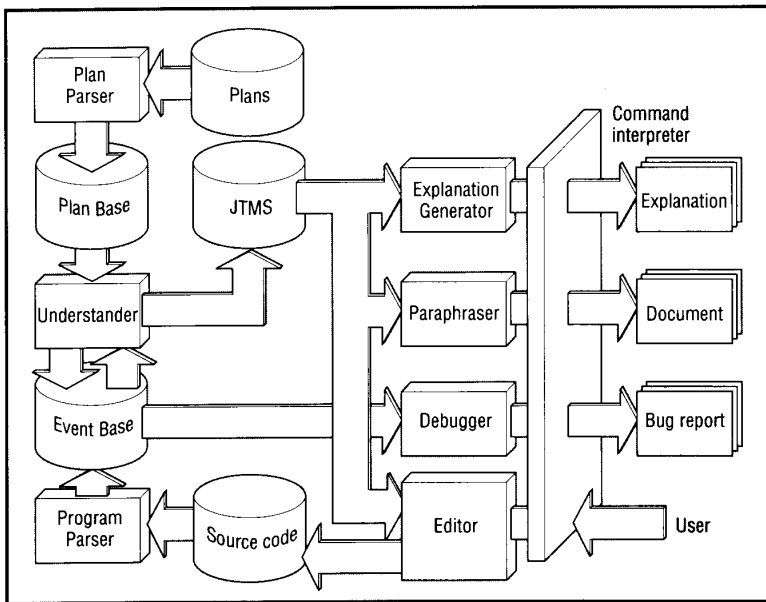 Plan
Parser
Plans
Command
interpreter
Plan Base
JTMS
Explanation
Generator
Explanation
Understander
Paraphraser
Document
Event Base
Debugger
Bug report
Program
Parser
Source code
Editor
User